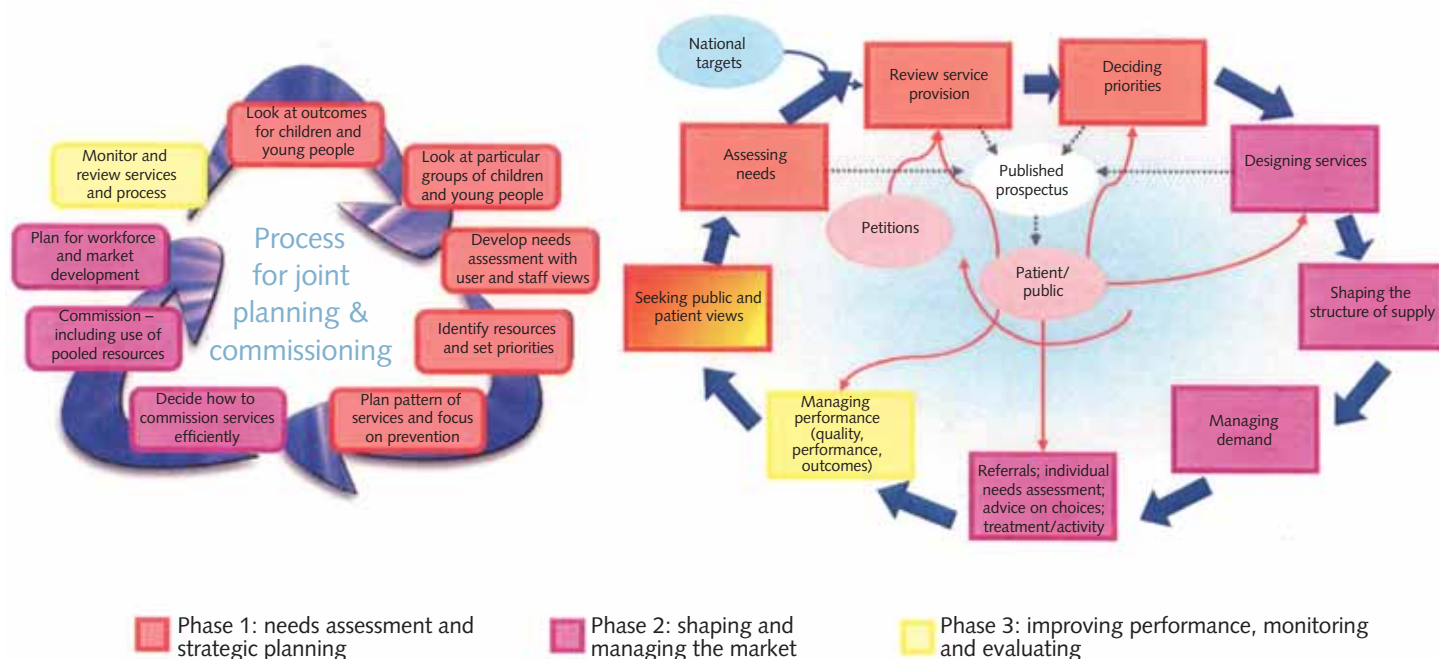 Look at outcomes
for children and
young people
Look at particular
groups of children
and young people
Develop needs
assessment with
user and staff views
Identify resources
and set priorities
Plan pattern of
services and focus
on prevention
Decide how to
commission services
efficiently
Commission –
including use of
pooled resources
Plan for workforce
and market
development
Monitor and
review services
and process
Process
for joint
planning &
commissioning
National
targets
Review service
provision
Deciding
priorities
Assessing
needs
Published
prospectus
Designing services
Petitions
Patient/
public
Seeking public and
patient views
Shaping the
structure of supply
Managing
performance
(quality,
performance,
outcomes)
Managing
demand
Referrals; individual
needs assessment;
advice on choices;
treatment/activity
Phase 1: needs assessment and
strategic planning
Phase 2: shaping and
managing the market
Phase 3: improving performance, monitoring
and evaluating